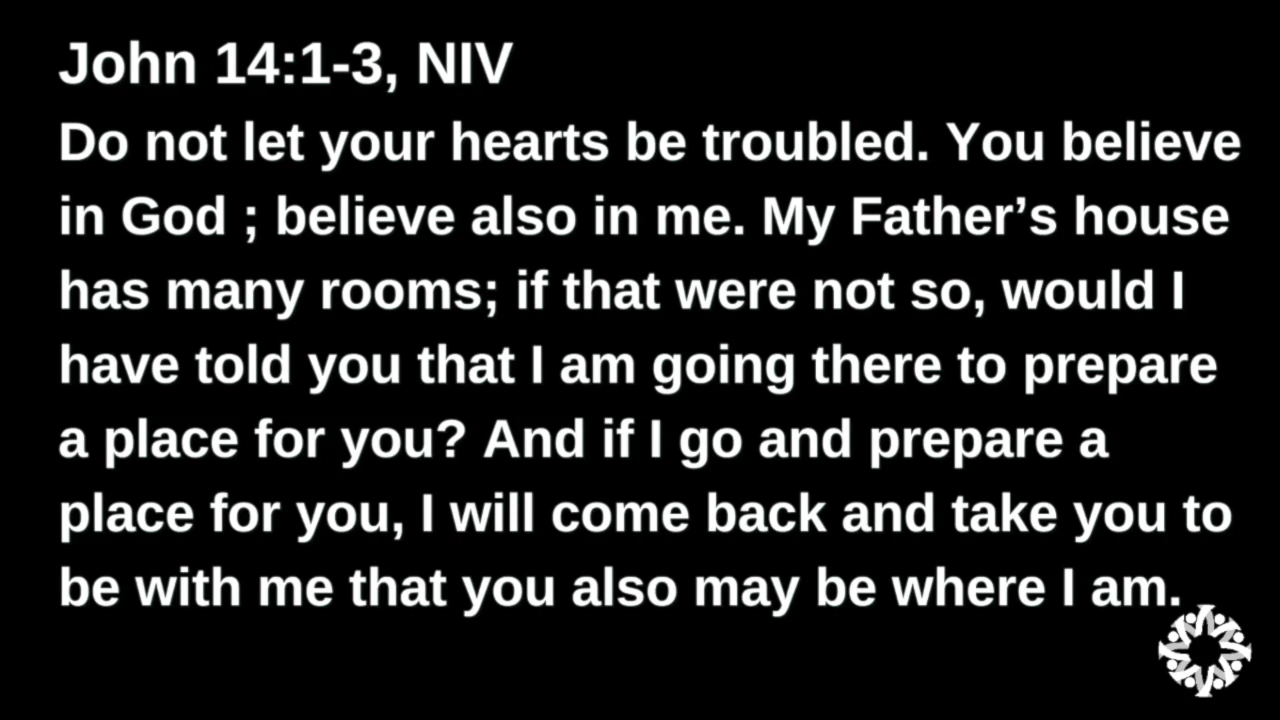 John 14:1-3, NIV
Do not let your hearts be troubled. You believe
in God ; believe also in me. My Father’s house
has many rooms; if that were not so, would I
have told you that I am going there to prepare
a place for you? And if I go and prepare a
place for you, I will come back and take you to
be with me that you also may be where I am.